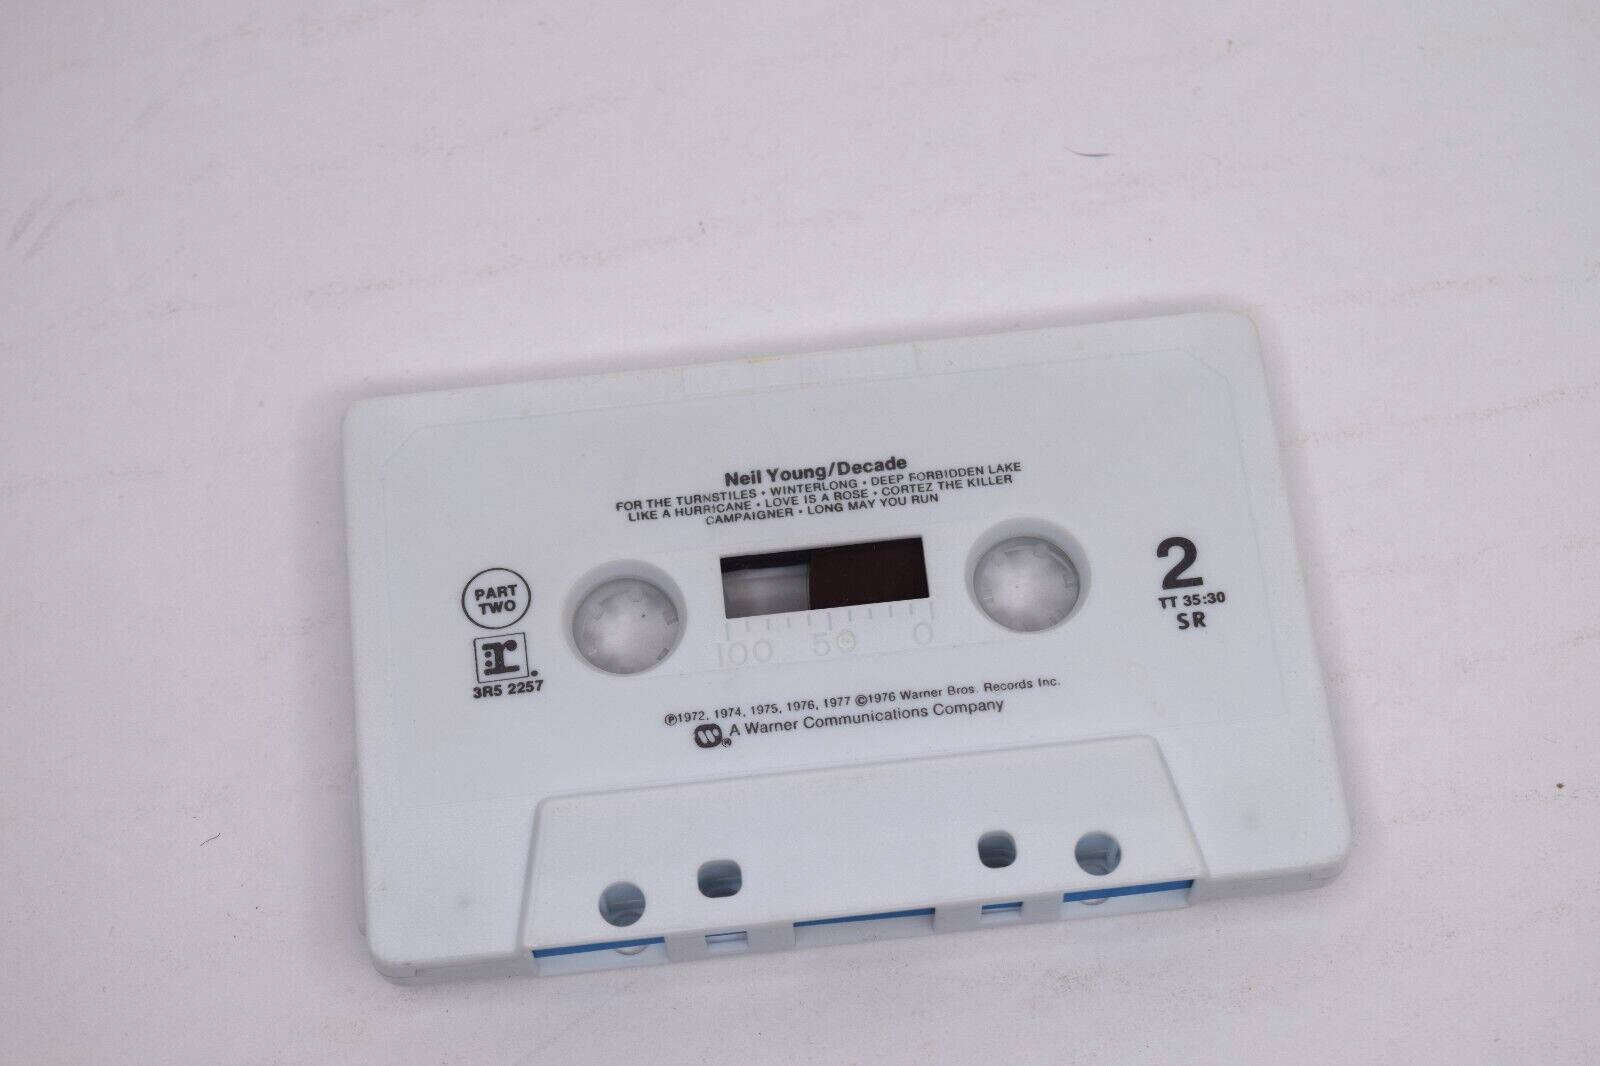 Neil Young/Decade
FOR THE TURNSTILES • WINTERLONG • DEEP FORBIDDEN LAKE
LIKE A HURRICANE • LOVE IS A ROSE • CORTEZ THE KILLER
CAMPAIGNER • LONG MAY YOU RUN
PART
TWO
r®
3R5 2257
2
TT 35:30
SR
100 50 0
℗1972, 1974, 1975, 1976, 1977 ©1976 Warner Bros. Records Inc.
W® A Warner Communications Company